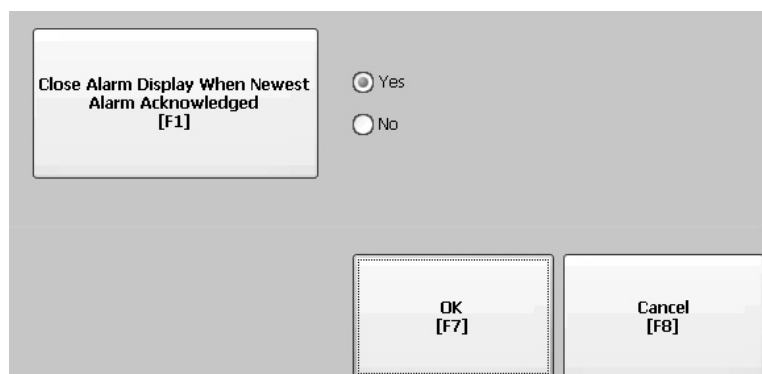 Close Alarm Display When Newest
Alarm Acknowledged
[F1]
Yes
No
OK
[F7]
Cancel
[F8]